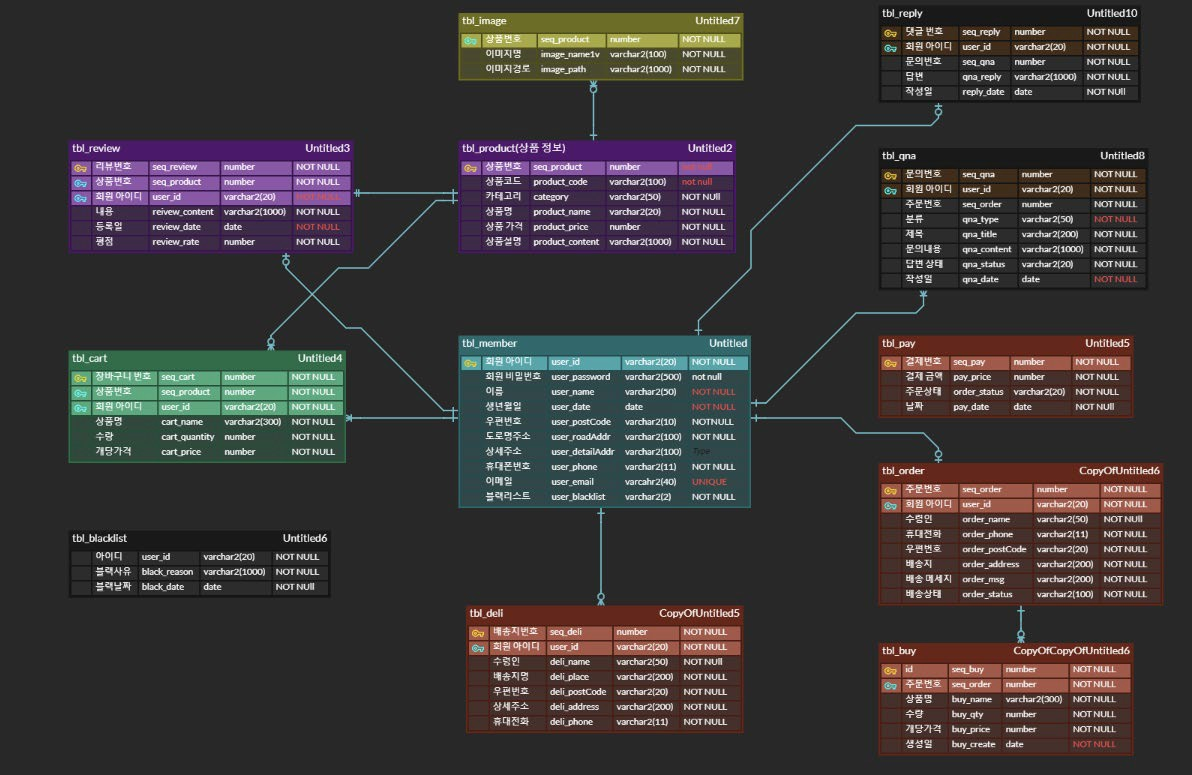 tbl_image Untitled7
상품번호 seq_product number NOT NULL
이미지명 image_name1v varchar2(100) NOT NULL
이미지경로 image_path varchar2(1000) NOT NULL
tbl_reply Untitled10
댓글 번호 seq_reply number NOT NULL
회원 아이디 user_id varchar2(20) NOT NULL
문의번호 seq_qna number NOT NULL
답변 qna_reply varchar2(1000) NOT NULL
작성일 reply_date date NOT NUll
tbl_review Untitled3
리뷰번호 seq_review number NOT NULL
상품번호 seq_product number NOT NULL
회원 아이디 user_id varchar2(20) NOT NULL
내용 reivew_content varchar2(1000) NOT NULL
등록일 review_date date NOT NULL
평점 review_rate number NOT NULL
tbl_product(상품 정보) Untitled2
상품번호 seq_product number not null
상품코드 product_code varchar2(100) not null
카테고리 category varchar2(50) NOT NUll
상품명 product_name varchar2(20) NOT NULL
상품 가격 product_price number NOT NULL
상품설명 product_content varchar2(1000) NOT NULL
tbl_qna Untitled8
문의번호 seq_qna number NOT NULL
회원 아이디 user_id varchar2(20) NOT NULL
주문번호 seq_order number NOT NULL
분류 qna_type varchar2(50) NOT NULL
제목 qna_title varchar2(200) NOT NULL
문의내용 qna_content varchar2(1000) NOT NULL
답변 상태 qna_status varchar2(20) NOT NULL
작성일 qna_date date NOT NULL
tbl_cart Untitled4
장바구니 번호 seq_cart number NOT NULL
상품번호 seq_product number NOT NULL
회원 아이디 user_id varchar2(20) NOT NULL
상품명 cart_name varchar2(300) NOT NULL
수량 cart_quantity number NOT NULL
개당가격 cart_price number NOT NULL
tbl_member Untitled
회원 아이디 user_id varchar2(20) NOT NULL
회원 비밀번호 user_password varchar2(500) not null
이름 user_name varchar2(50) NOT NULL
생년월일 user_date date NOT NULL
우편번호 user_postCode varchar2(10) NOTNULL
도로명주소 user_roadAddr varchar2(100) NOT NULL
상세주소 user_detailAddr varchar2(100) Type
휴대폰번호 user_phone varchar2(11) NOT NULL
이메일 user_email varcahr2(40) UNIQUE
블랙리스트 user_blacklist varchar2(2) NOT NULL
tbl_pay Untitled5
결제번호 seq_pay number NOT NULL
결제 금액 pay_price number NOT NULL
주문상태 order_status varchar2(20) NOT NULL
날짜 pay_date date NOT NUll
tbl_order CopyOfUntitled6
주문번호 seq_order number NOT NULL
회원 아이디 user_id varchar2(20) NOT NULL
수령인 order_name varchar2(50) NOT NUll
휴대전화 order_phone varchar2(11) NOT NULL
우편번호 order_postCode varchar2(20) NOT NULL
배송지 order_address varchar2(200) NOT NULL
배송 메세지 order_msg varchar2(200) NOT NULL
배송상태 order_status varchar2(100) NOT NULL
tbl_blacklist Untitled6
아이디 user_id varchar2(20) NOT NULL
블랙사유 black_reason varchar2(1000) NOT NULL
블랙날짜 black_date date NOT NUll
tbl_deli CopyOfUntitled5
배송지번호 seq_deli number NOT NULL
회원 아이디 user_id varchar2(20) NOT NULL
수령인 deli_name varchar2(50) NOT NUll
배송지명 deli_place varchar2(200) NOT NULL
우편번호 deli_postCode varchar2(20) NOT NULL
상세주소 deli_address varchar2(200) NOT NULL
휴대전화 deli_phone varchar2(11) NOT NULL
tbl_buy CopyOfCopyOfUntitled6
id seq_buy number NOT NULL
주문번호 seq_order number NOT NULL
상품명 buy_name varchar2(300) NOT NULL
수량 buy_qty number NOT NULL
개당가격 buy_price number NOT NULL
생성일 buy_create date NOT NULL